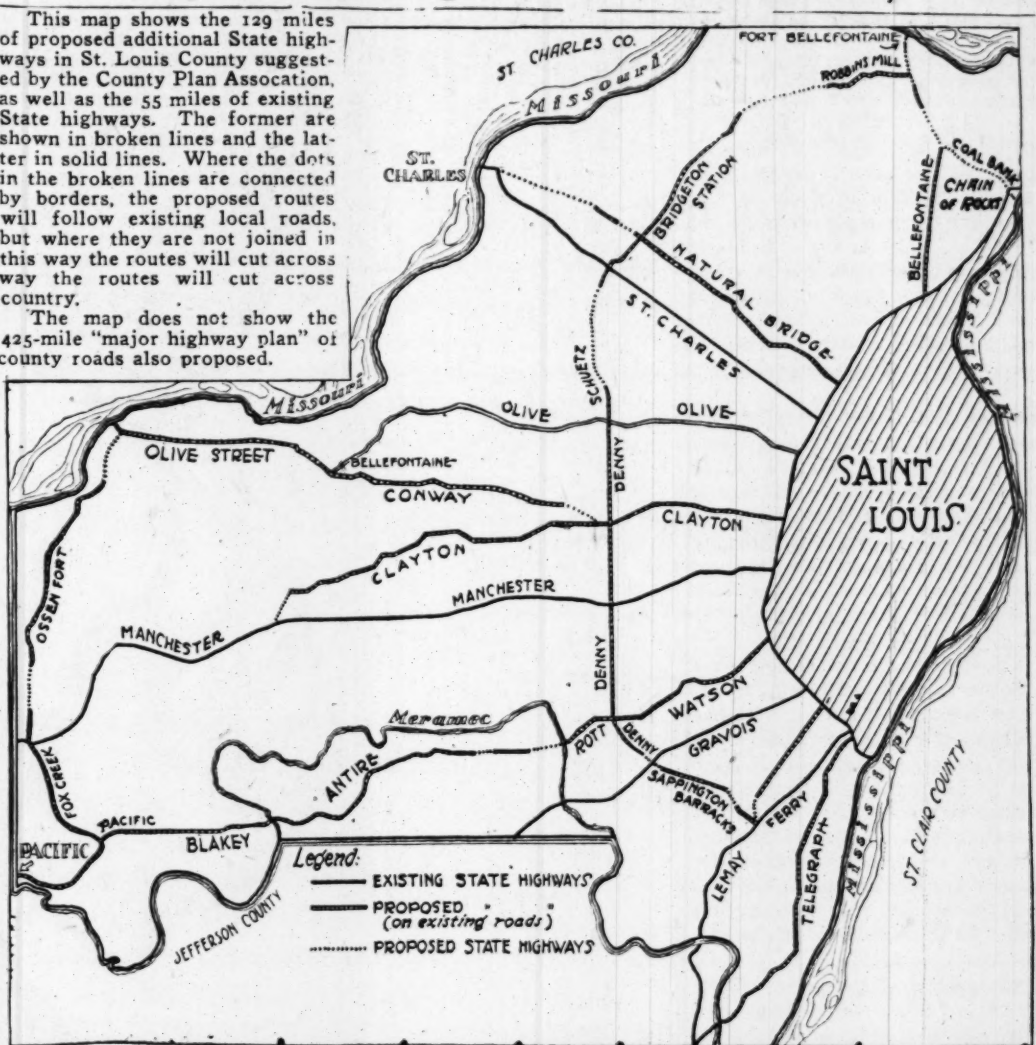 This map shows the 129 miles
of proposed additional State high-
ways in St. Louis County suggest-
ed by the County Plan Assocation,
as well as the 55 miles of existing
State highways. The former are
shown in broken lines and the lat-
ter in solid lines. Where the dots
in the broken lines are connected
by borders, the proposed routes
will follow existing local roads,
but where they are not joined in
this way the routes will cut across
way the routes will cut across
country.
The map does not show the
425-mile "major highway plan" of
county roads also proposed.
FORT BELLEFONTAINE
ST. CHARLES CO.
Missouri
ROBBINS MILL
ST.
CHARLES
BRIDGETON
STATION
COAL BANK
CHAIN
OF ROCKS
BELLEFONTAINE
NATURAL BRIDGE
ST. CHARLES
Mississippi
Missouri
SCHUETZ
OLIVE
OLIVE
OLIVE STREET
BELLEFONTAINE
CONWAY
DENNY
SAINT
LOUIS
CLAYTON
CLAYTON
OSSEN FORT
MANCHESTER
MANCHESTER
DENNY
WATSON
Meramec
ROTT
DENNY
GRAVOIS
ANTIRE
SAPPINGTON
BARRACKS
FOX CREEK
FERRY
PACIFIC
BLAKEY
PACIFIC
LEMAY
TELEGRAPH
Mississippi
ST. CLAIR COUNTY
JEFFERSON COUNTY
Legend:
EXISTING STATE HIGHWAYS
PROPOSED " "
(on existing roads)
PROPOSED STATE HIGHWAYS